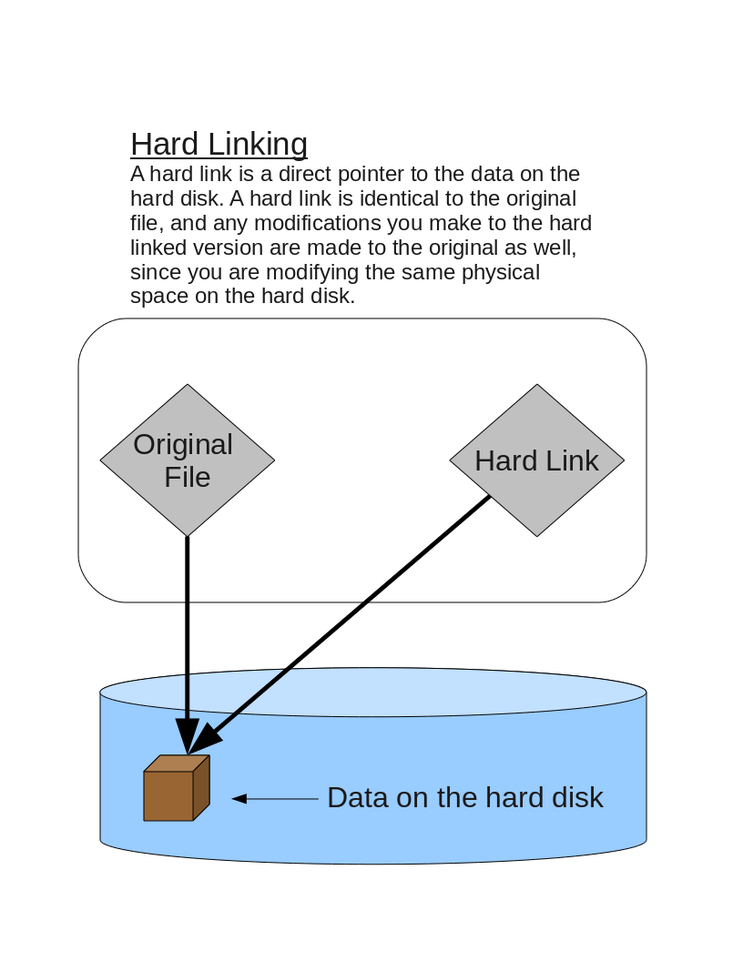 Hard Linking
A hard link is a direct pointer to the data on the
hard disk. A hard link is identical to the original
file, and any modifications you make to the hard
linked version are made to the original as well,
since you are modifying the same physical
space on the hard disk.
Original
File
Hard Link
Data on the hard disk